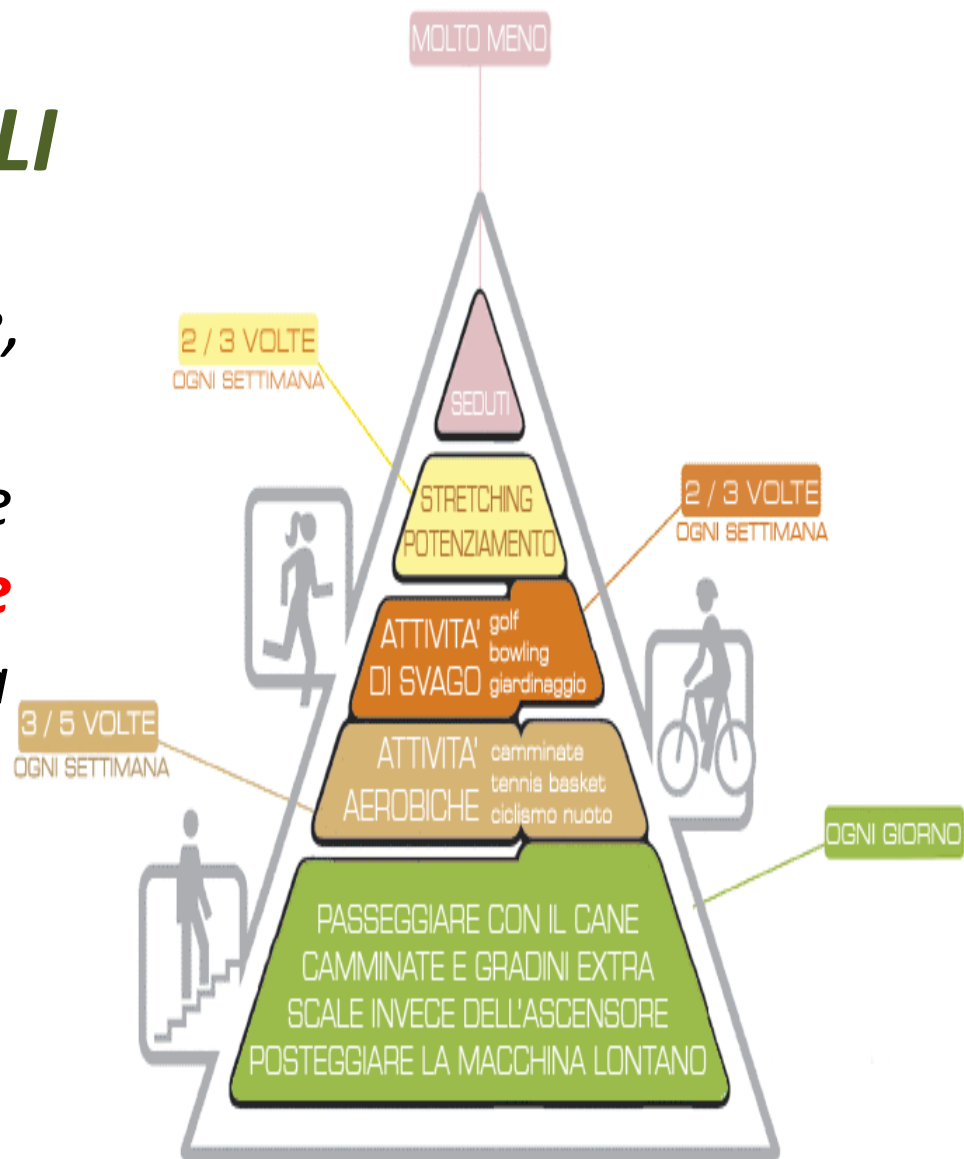 MOLTO MENO
LI
2 / 3 VOLTE
OGNI SETTIMANA
SEDUTI
STRETCHING
POTENZIAMENTO
2 / 3 VOLTE
OGNI SETTIMANA
e
ATTIVITA' golf
bowling
DI SVAGO giardinaggio
3 / 5 VOLTE
OGNI SETTIMANA
ATTIVITA' camminate
tennis basket
AEROBICHE ciclismo nuoto
OGNI GIORNO
PASSEGGIARE CON IL CANE
CAMMINATE E GRADINI EXTRA
SCALE INVECE DELL'ASCENSORE
POSTEGGIARE LA MACCHINA LONTANO